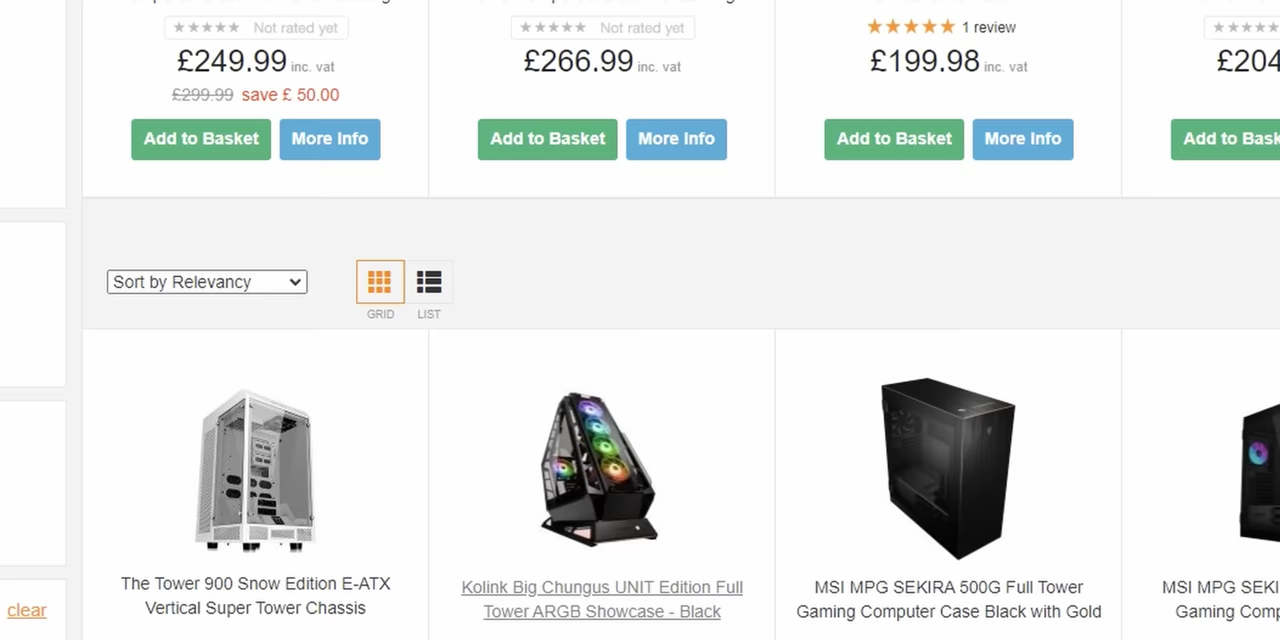 Not rated yet
Not rated yet
1 review
£249.99 inc. vat
£266.99 inc. vat
£199.98 inc. vat
£204
£299.99 save £ 50.00
Add to Basket More Info
Add to Basket More Info
Add to Basket More Info
Add to Bask
Sort by Relevancy
GRID LIST
The Tower 900 Snow Edition E-ATX
Vertical Super Tower Chassis
Kolink Big Chungus UNIT Edition Full
Tower ARGB Showcase - Black
MSI MPG SEKIRA 500G Full Tower
Gaming Computer Case Black with Gold
MSI MPG SEKI
Gaming Comp
clear